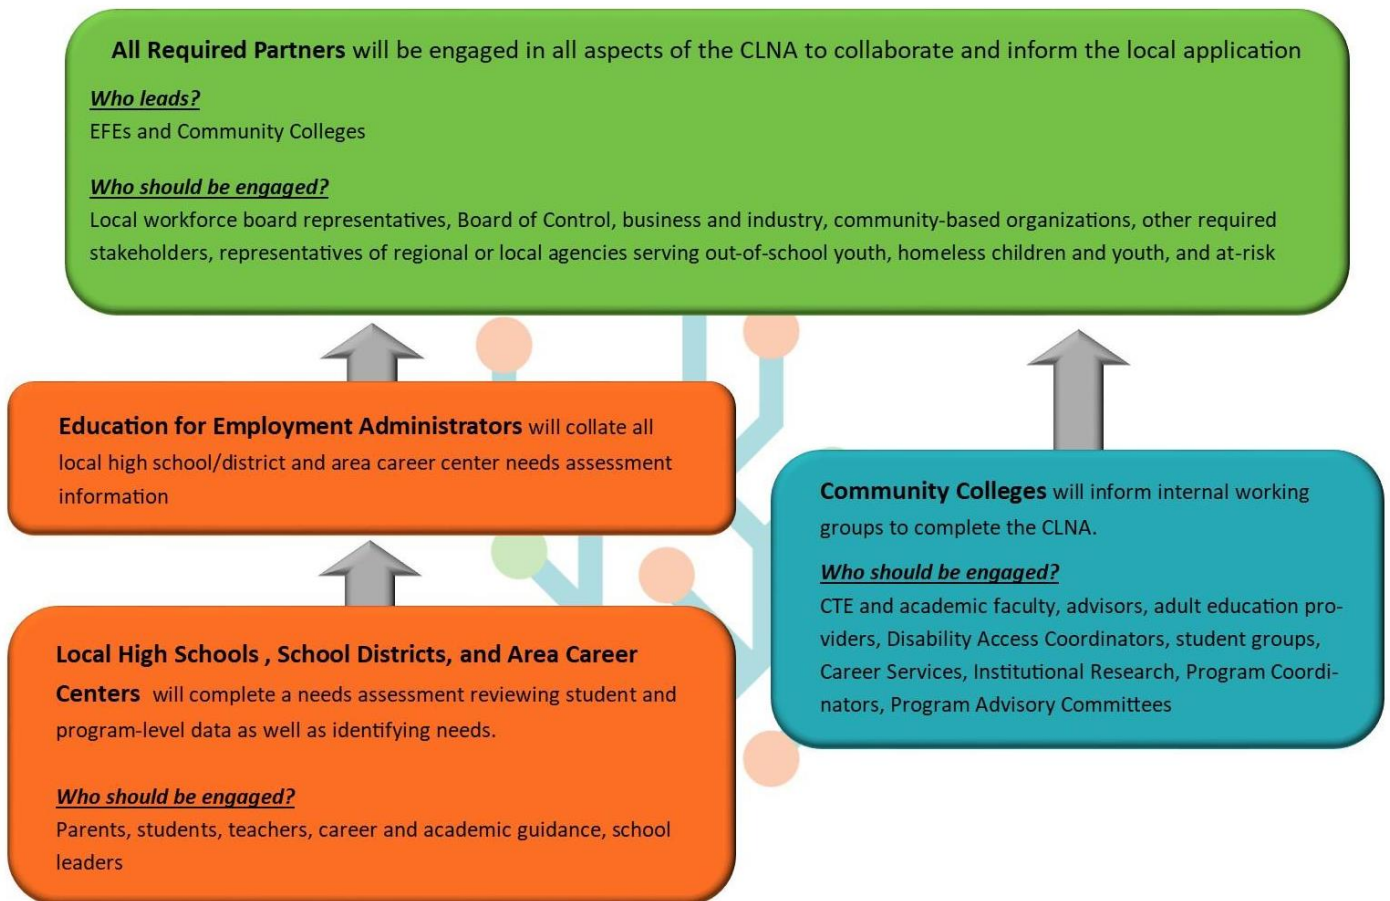 All Required Partners will be engaged in all aspects of the CLNA to collaborate and inform the local application
Who leads?
EFEs and Community Colleges
Who should be engaged?
Local workforce board representatives, Board of Control, business and industry, community-based organizations, other required
stakeholders, representatives of regional or local agencies serving out-of-school youth, homeless children and youth, and at-risk
Education for Employment Administrators will collate all
local high school/district and area career center needs assessment
information
Local High Schools , School Districts, and Area Career
Centers will complete a needs assessment reviewing student and
program-level data as well as identifying needs.
Who should be engaged?
Parents, students, teachers, career and academic guidance, school
leaders
Community Colleges will inform internal working
groups to complete the CLNA.
Who should be engaged?
CTE and academic faculty, advisors, adult education pro-
viders, Disability Access Coordinators, student groups,
Career Services, Institutional Research, Program Coordi-
nators, Program Advisory Committees